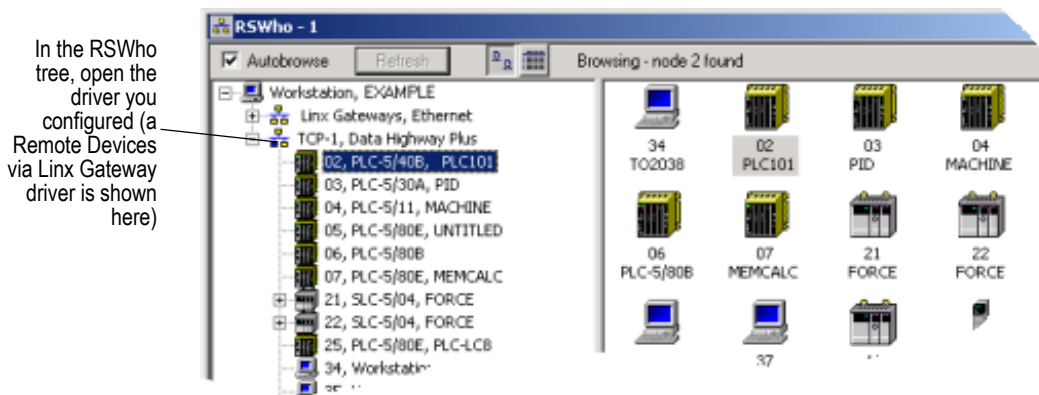 RSWho - 1
Autobrowse
Refresh
Browsing - node 2 found
In the RSWho
tree, open the
driver you
configured (a
Remote Devices
via Linx Gateway
driver is shown
here)
Workstation, EXAMPLE
Linx Gateways, Ethernet
TCP-1, Data Highway Plus
02, PLC-5/40B, PLC101
03, PLC-5/30A, PID
04, PLC-5/11, MACHINE
05, PLC-5/80E, UNTITLED
06, PLC-5/80B
07, PLC-5/80E, MEMCALC
21, SLC-5/04, FORCE
22, SLC-5/04, FORCE
25, PLC-5/80E, PLC-LC8
34, Workstation
34
TO2038
02
PLC101
03
PID
04
MACHINE
06
PLC-5/80B
07
MEMCALC
21
FORCE
22
FORCE
37